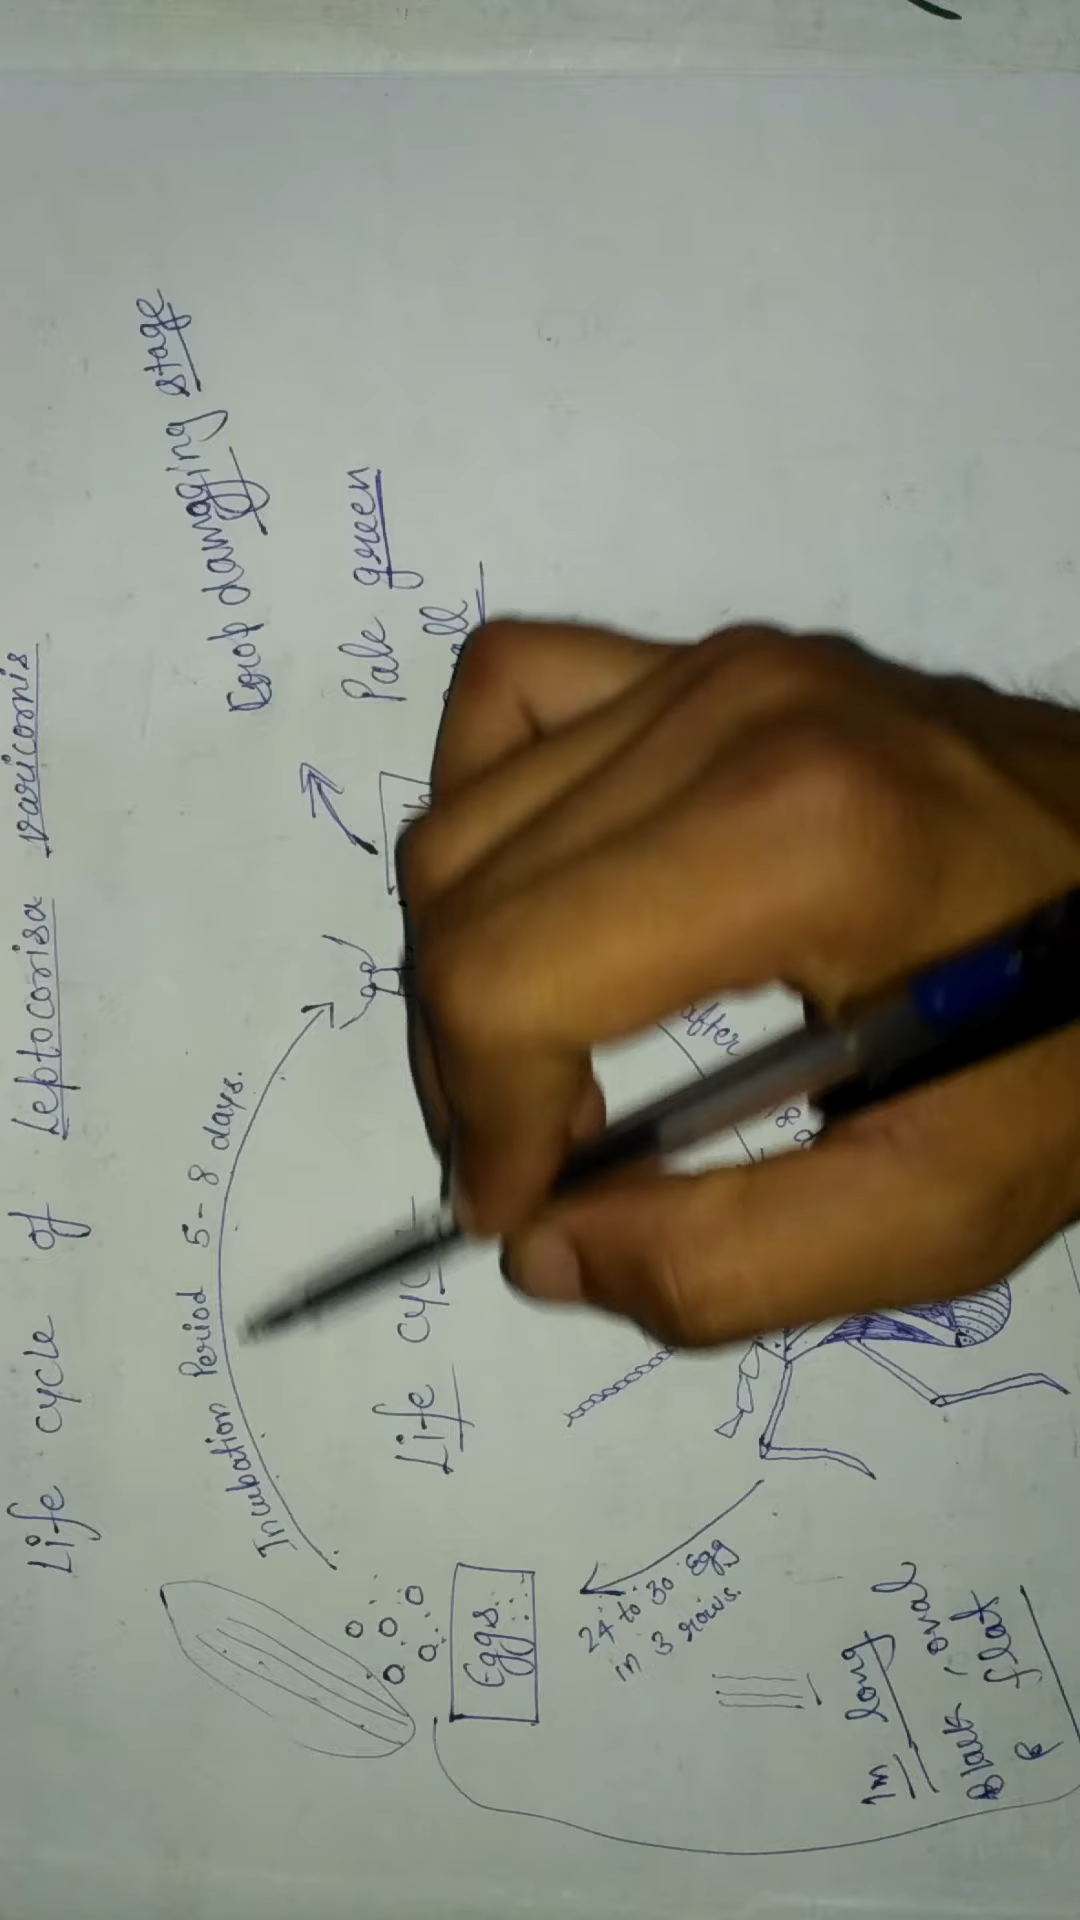 Life cycle of Leptocorisa varicornis
Crop damaging stage
Pale green
Incubation Period 5-8 days.
Life
after
Eggs
24 to 30 Egg
in 3 rows.
1m long
Black, oval
& flat